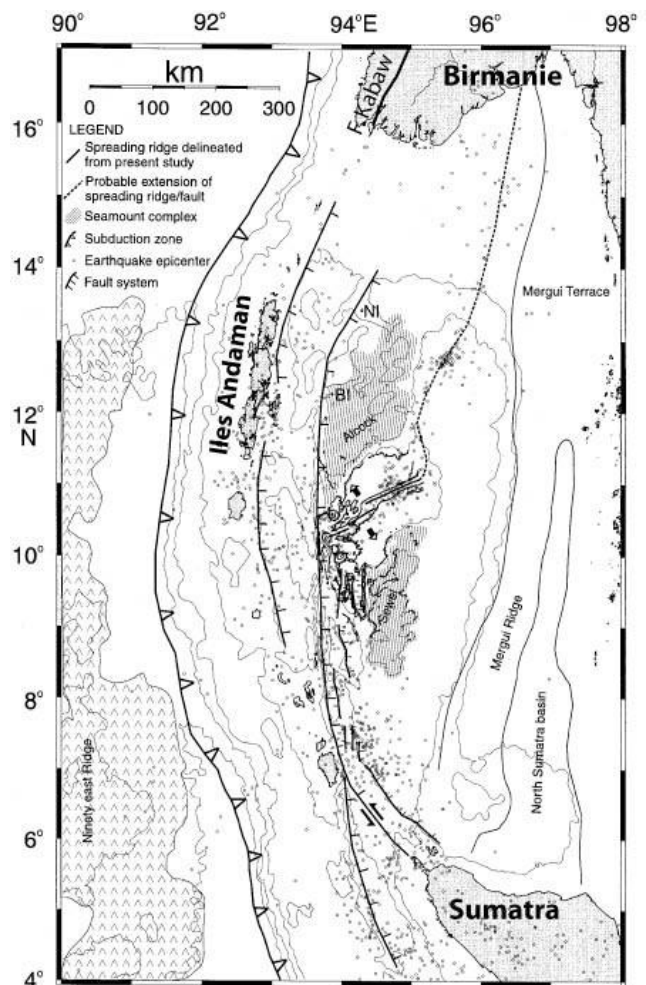 90° 92° 94°E 96° 98°
km
0 100 200 300
LEGEND
Spreading ridge delineated
from present study
Probable extension of
spreading ridge/fault
Seamount complex
Subduction zone
Earthquake epicenter
Fault system
F. Kabaw
Birmanie
16°
14°
12°
N
10°
8°
6°
4°
Mergui Terrace
NI
Iles Andaman
BI
Alcock
Sewel
Mergui Ridge
North Sumatra basin
Ninety east Ridge
Sumatra